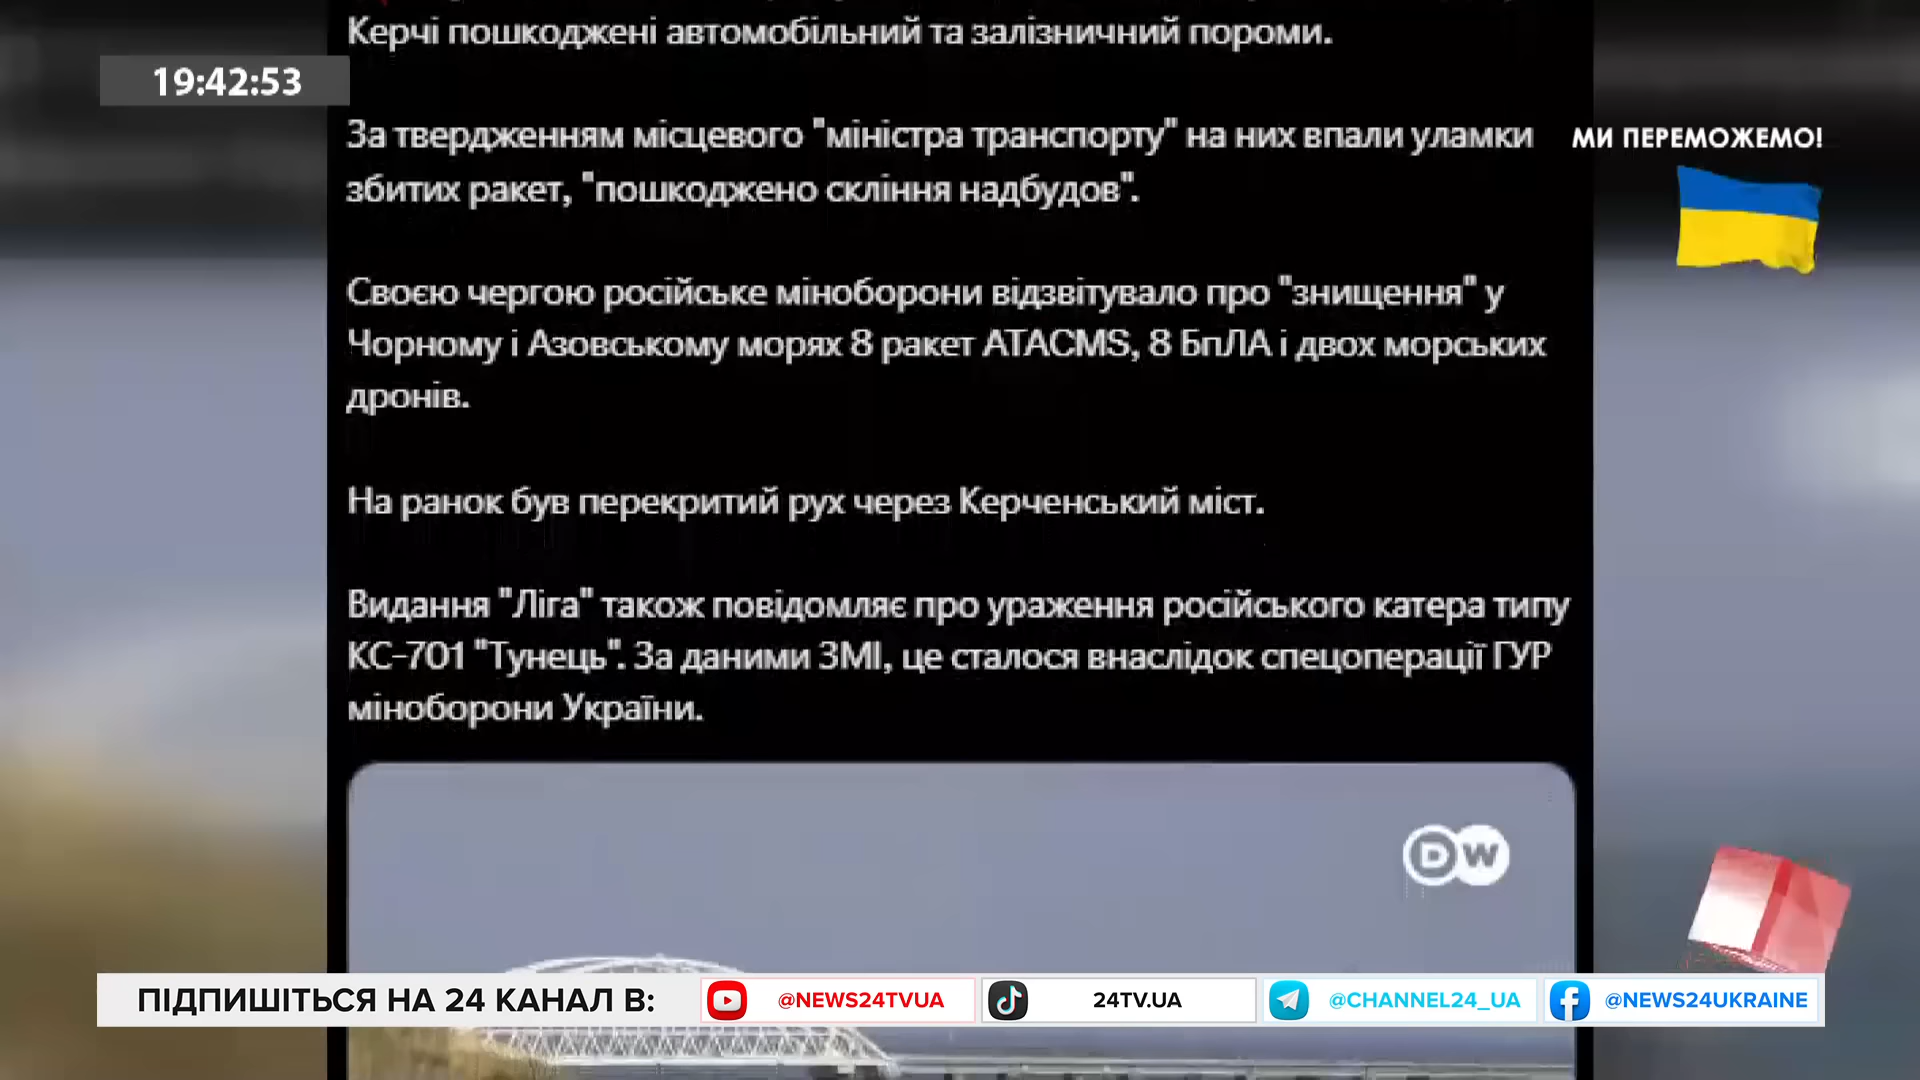 Керчі пошкоджені автомобільний та залізничний пороми.
19:42:53
За твердженням місцевого "міністра транспорту" на них впали уламки
збитих ракет, "пошкоджено скління надбудов".
МИ ПЕРЕМОЖЕМО!
Своєю чергою російське міноборони відзвітувало про "знищення" у
Чорному і Азовському морях 8 ракет ATACMS, 8 БпЛА і двох морських
дронів.
На ранок був перекритий рух через Керченський міст.
Видання "Ліга" також повідомляє про ураження російського катера типу
КС-701 "Тунець". За даними ЗМІ, це сталося внаслідок спецоперації ГУР
міноборони України.
DW
ПІДПИШІТЬСЯ НА 24 КАНАЛ В:
@NEWS24TVUA
24TV.UA
@CHANNEL24_UA
@NEWS24UKRAINE